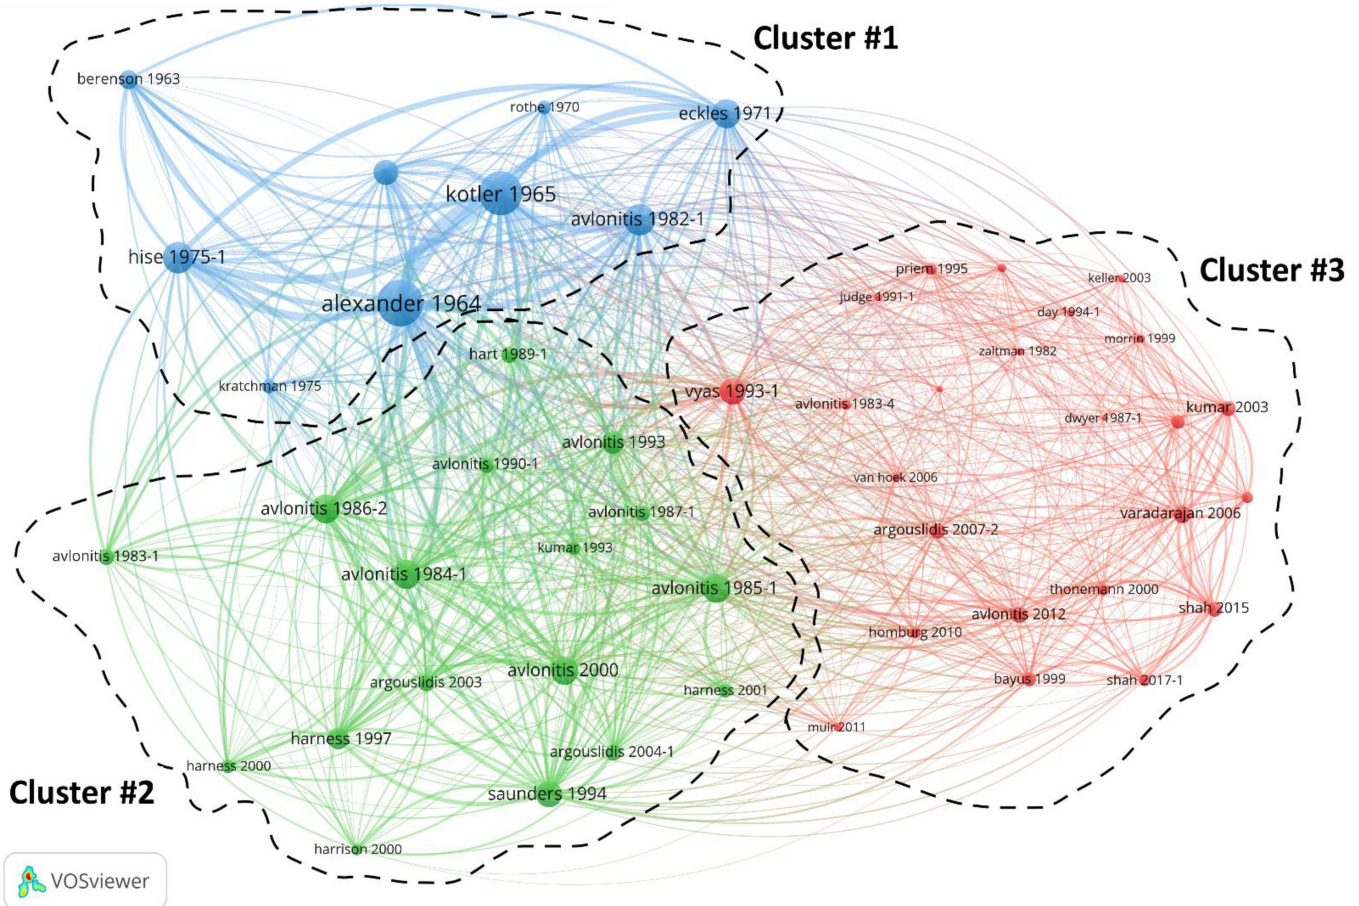 Cluster #1
berenson 1963
rothe 1970
eckles 1971
kotler 1965
avlonitis 1982-1
hise 1975-1
alexander 1964
kratchman 1975
Cluster #3
priem 1995
keller 2003
judge 1991-1
day 1994-1
morrin 1999
zaltman 1982
vyas 1993-1
avlonitis 1983-4
kumar 2003
dwyer 1987-1
van hoek 2006
varadarajan 2006
argouslidis 2007-2
thonemann 2000
shah 2015
avlonitis 2012
homburg 2010
bayus 1999
shah 2017-1
muir 2011
hart 1989-1
avlonitis 1993
avlonitis 1990-1
avlonitis 1986-2
avlonitis 1987-1
kumar 1993
avlonitis 1983-1
avlonitis 1984-1
avlonitis 1985-1
avlonitis 2000
argouslidis 2003
harness 2001
harness 1997
argouslidis 2004-1
harness 2000
Cluster #2
saunders 1994
harrison 2000
VOSviewer